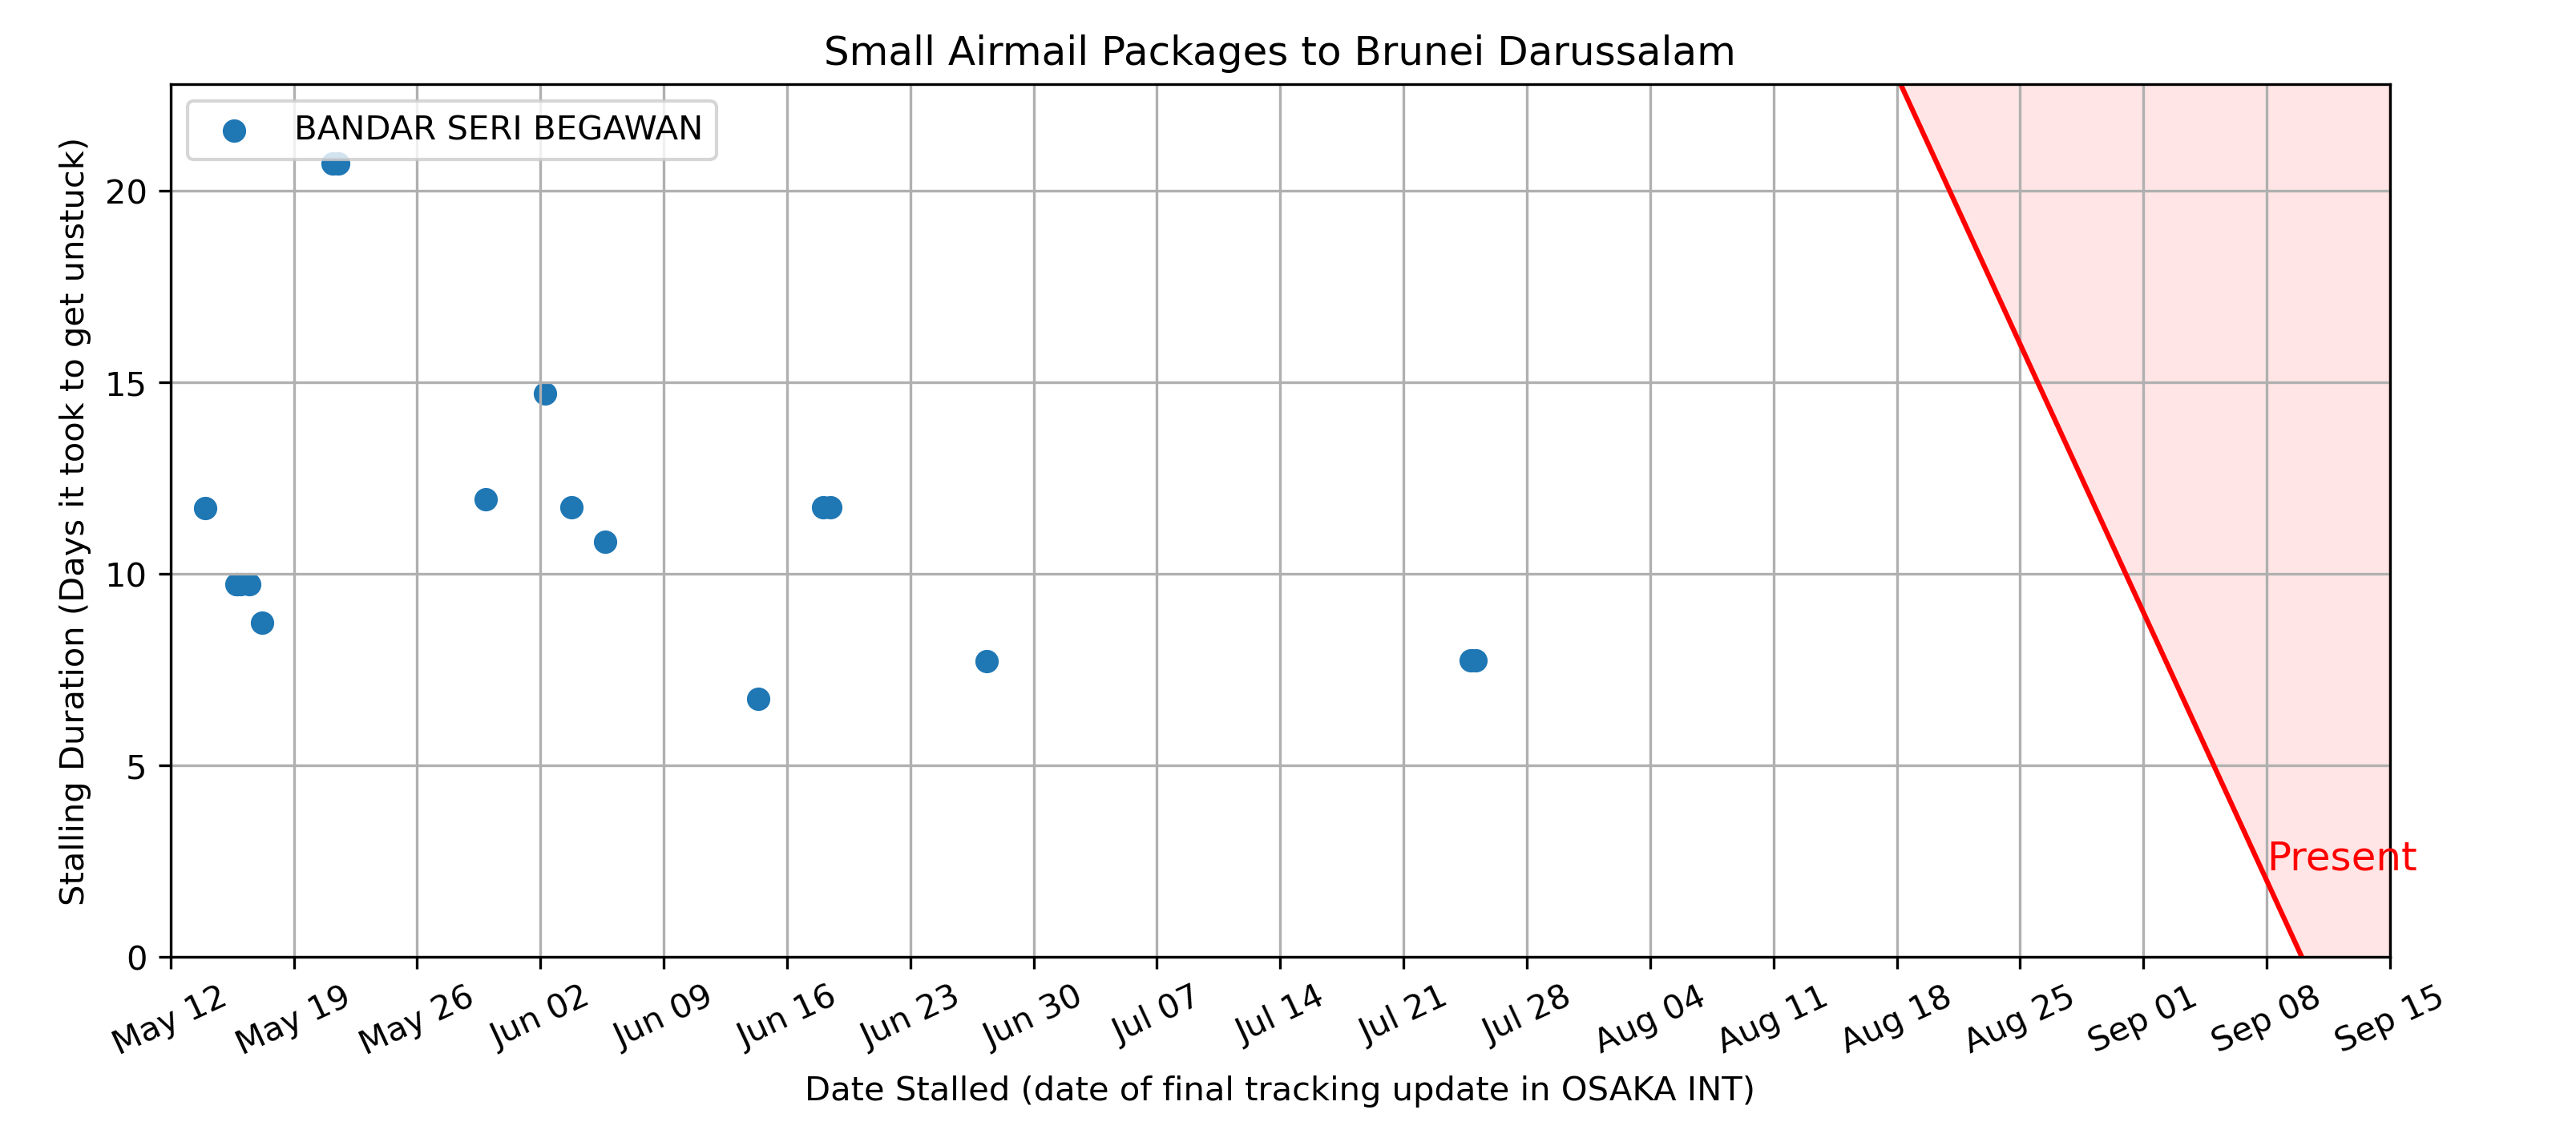 Small Airmail Packages to Brunei Darussalam
BANDAR SERI BEGAWAN
Stalling Duration (Days it took to get unstuck)
20
15
10
5
0
Present
May 12
May 19
May 26
Jun 02
Jun 09
Jun 16
Jun 23
Jun 30
Jul 07
Jul 14
Jul 21
Jul 28
Aug 04
Aug 11
Aug 18
Aug 25
Sep 01
Sep 08
Sep 15
Date Stalled (date of final tracking update in OSAKA INT)